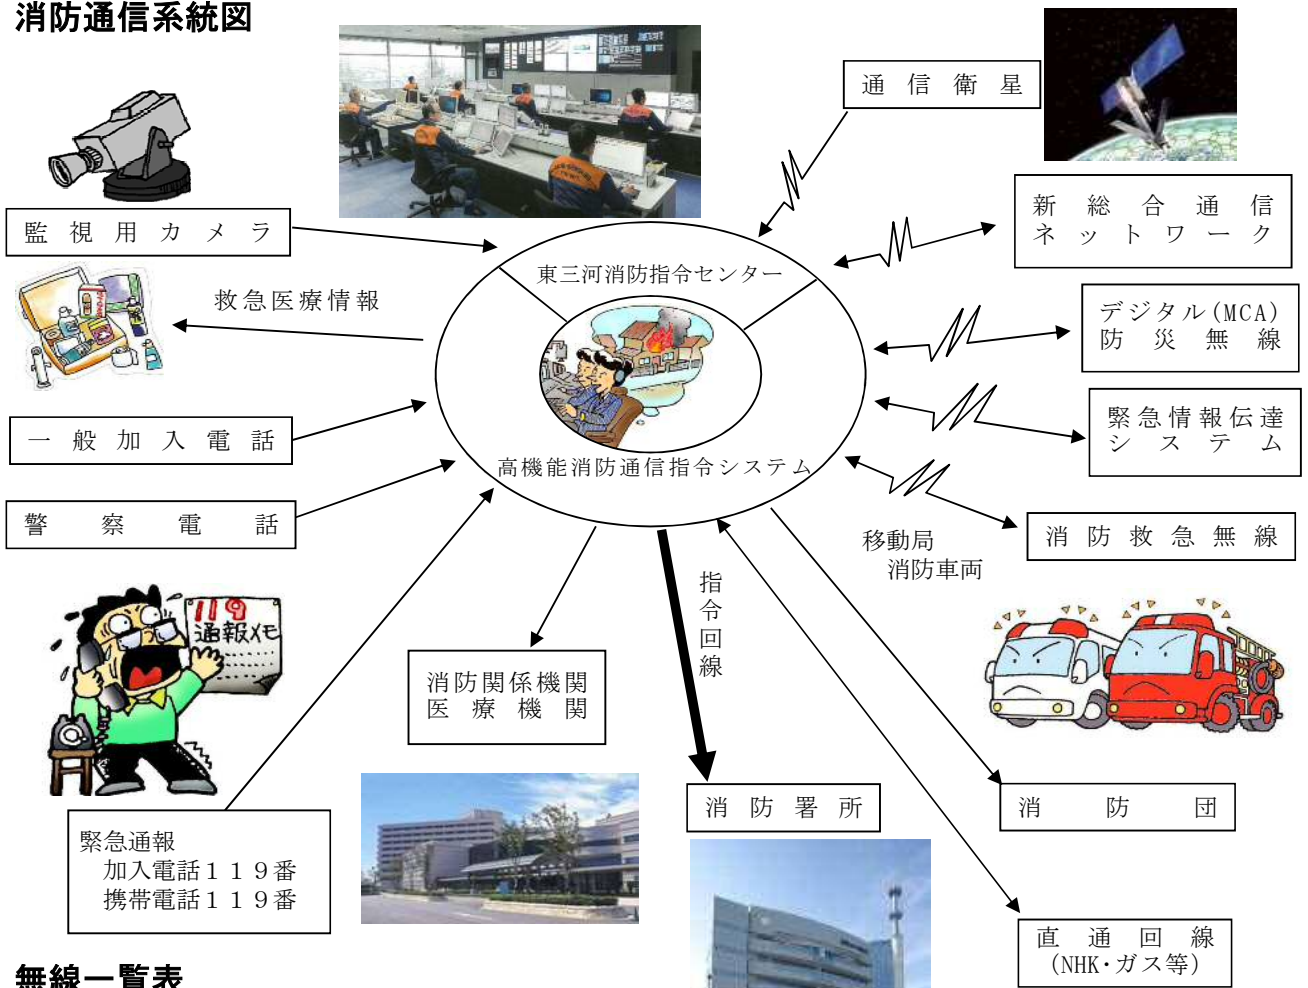 消防通信系統図
通信衛星
監視用カメラ
新総合通信
ネットワーク
東三河消防指令センター
救急医療情報
デジタル(MCA)
防災無線
一般加入電話
緊急情報伝達
システム
高機能消防通信指令システム
警察電話
消防救急無線
移動局
消防車両
指令回線
119
通報メモ
消防関係機関
医療機関
消防署所
消防団
緊急通報
加入電話119番
携帯電話119番
直通回線
(NHK・ガス等)
無線一覧表